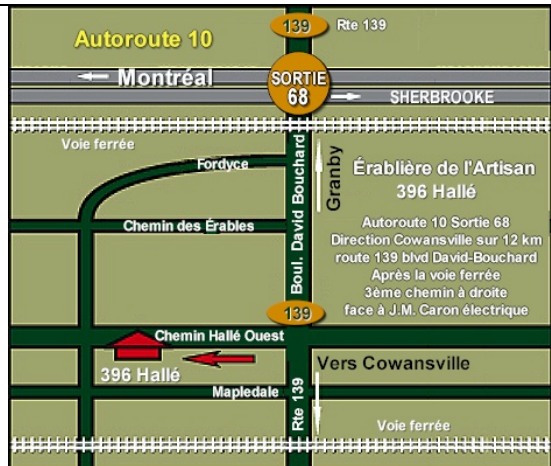 139 Rte 139
Autoroute 10
Montréal
SORTIE
68
SHERBROOKE
Voie ferrée
Fordyce
Boul. David Bouchard
Granby
Érablière de l'Artisan
396 Hallé
Chemin des Érables
Autoroute 10 Sortie 68
Direction Cowansville sur 12 km
route 139 blvd David-Bouchard
Après la voie ferrée
3ème chemin à droite
face à J.M. Caron électrique
139
Chemin Hallé Ouest
396 Hallé
Vers Cowansville
Mapledale
Rte 139
Voie ferrée